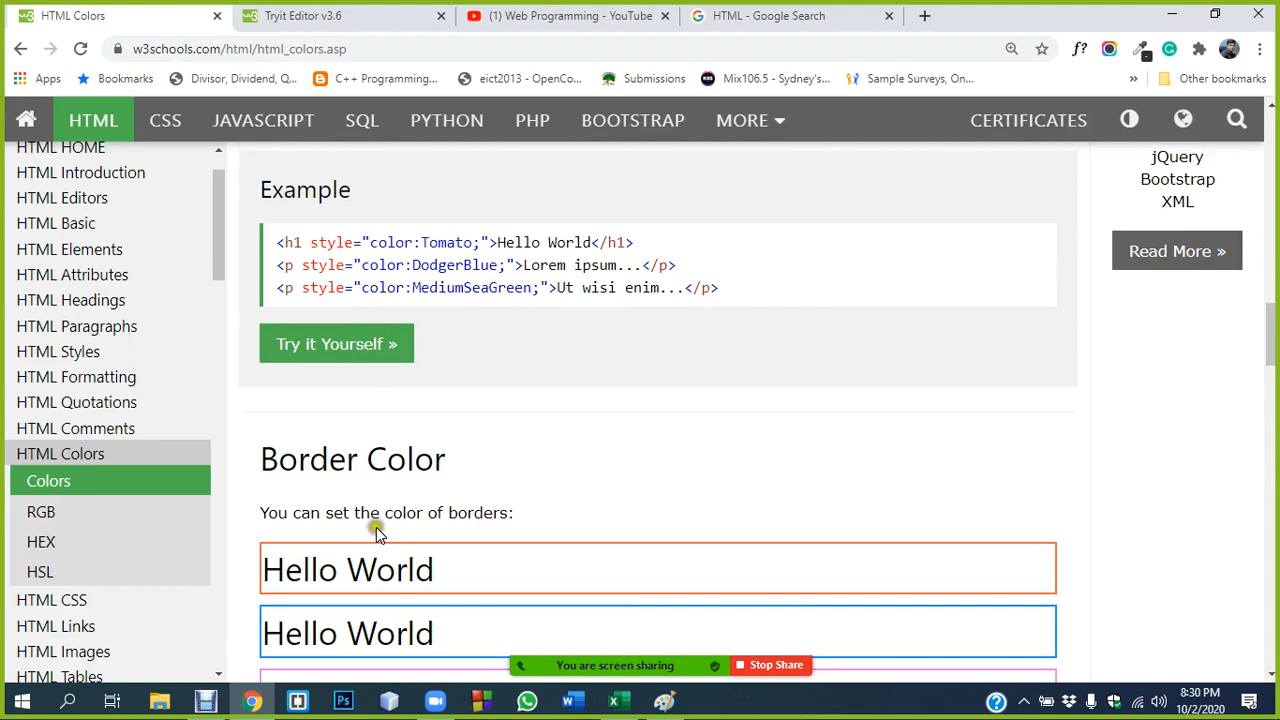 HTML Colors
Tryit Editor v3.6
(1) Web Programming - YouTube
HTML - Google Search
w3schools.com/html/html_colors.asp
f?
Apps
Bookmarks
Divisor, Dividend, Q...
C++ Programming...
eict2013 - OpenCo...
Submissions
Mix106.5 - Sydney's...
Sample Surveys, On...
»
Other bookmarks
HTML
CSS
JAVASCRIPT
SQL
PYTHON
PHP
BOOTSTRAP
MORE
CERTIFICATES
HTML HOME
HTML Introduction
HTML Editors
HTML Basic
HTML Elements
HTML Attributes
HTML Headings
HTML Paragraphs
HTML Styles
HTML Formatting
HTML Quotations
HTML Comments
HTML Colors
Colors
RGB
HEX
HSL
HTML CSS
HTML Links
HTML Images
HTML Tables
Example
<h1 style="color:Tomato;">Hello World</h1>
<p style="color:DodgerBlue;">Lorem ipsum...</p>
<p style="color:MediumSeaGreen;">Ut wisi enim...</p>
Try it Yourself »
Border Color
You can set the color of borders:
Hello World
Hello World
jQuery
Bootstrap
XML
Read More »
You are screen sharing
Stop Share
8:30 PM
10/2/2020